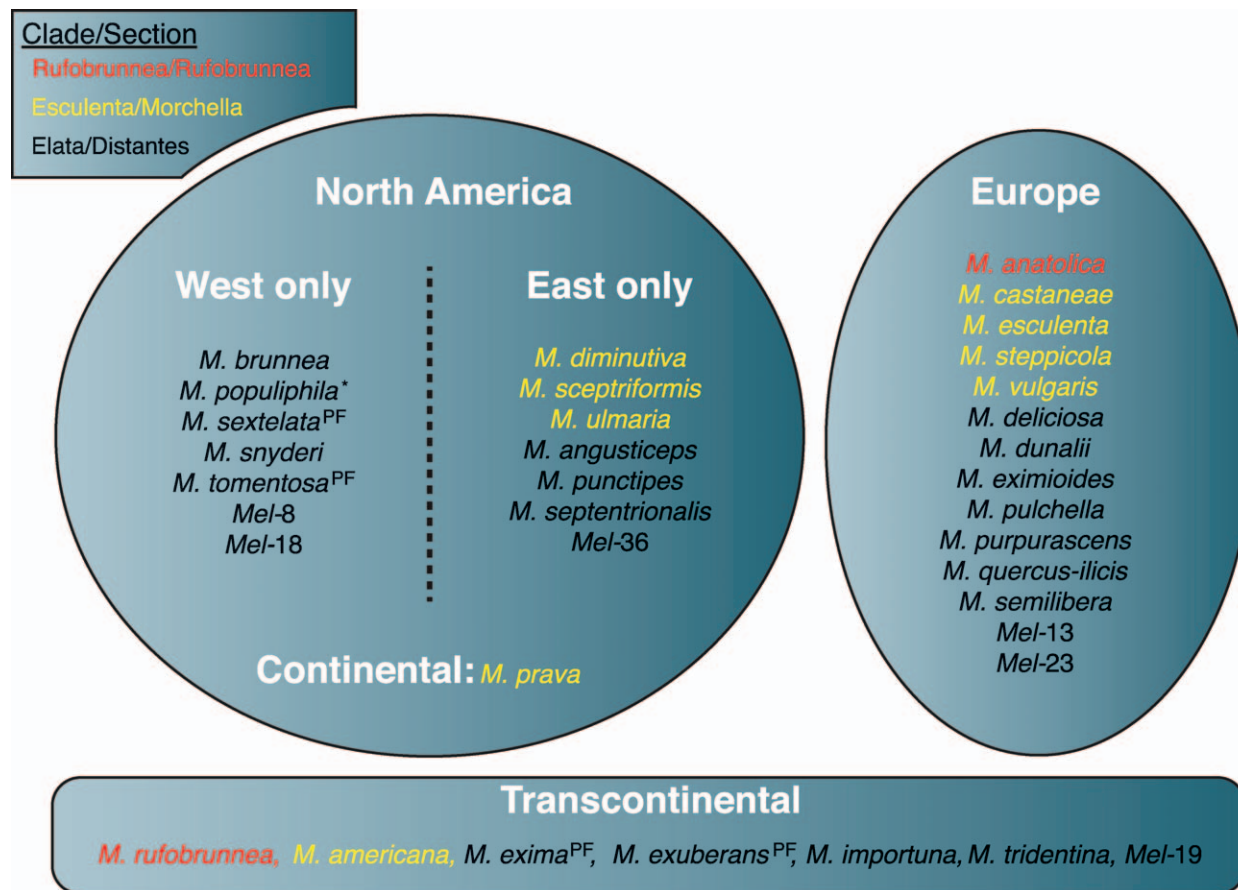 Clade/Section
Rufobrunnea/Rufobrunnea
Esculenta/Morchella
Elata/Distantes
North America
West only
M. brunnea
M. populiphila*
M. sextelataPF
M. snyderi
M. tomentosaPF
Mel-8
Mel-18
East only
M. diminutiva
M. sceptriformis
M. ulmaria
M. angusticeps
M. punctipes
M. septentrionalis
Mel-36
Continental: M. prava
Europe
M. anatolica
M. castaneae
M. esculenta
M. steppicola
M. vulgaris
M. deliciosa
M. dunalii
M. eximioides
M. pulchella
M. purpurascens
M. quercus-ilicis
M. semilibera
Mel-13
Mel-23
Transcontinental
M. rufobrunnea, M. americana, M. eximaPF, M. exuberansPF, M. importuna, M. tridentina, Mel-19